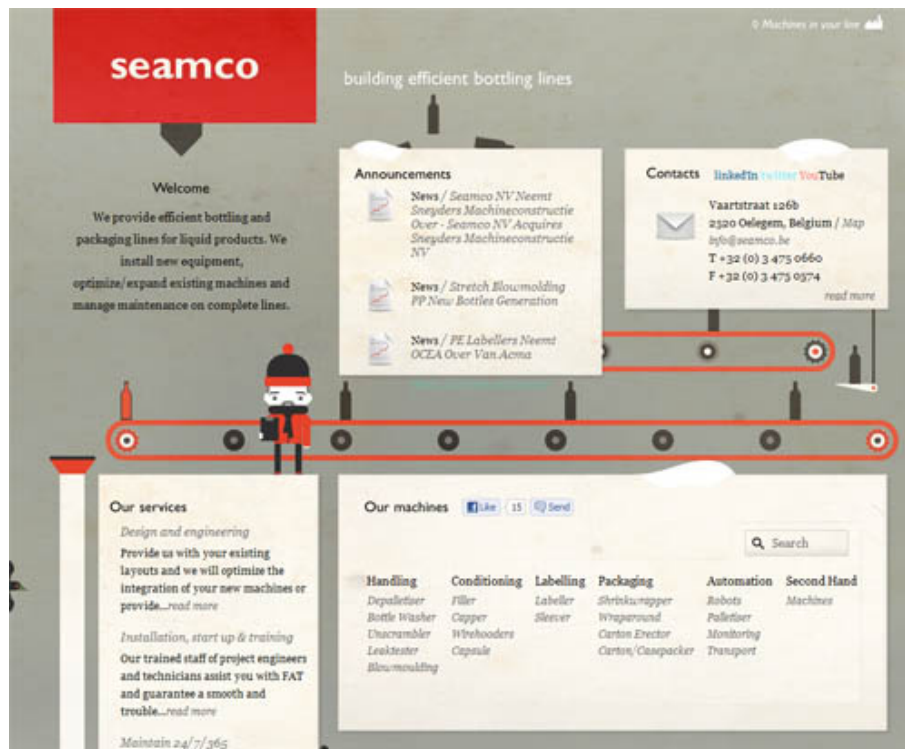 0 Machines in your line
seamco
building efficient bottling lines
Welcome
We provide efficient bottling and
packaging lines for liquid products. We
install new equipment,
optimize/expand existing machines and
manage maintenance on complete lines.
Announcements
News / Seamco NV Neemt
Sneyders Machineconstructie
Over - Seamco NV Acquires
Sneyders Machineconstructie
NV
News / Stretch Blowmolding
PP New Bottles Generation
News / PE Labellers Neemt
OCEA Over Van Acma
Contacts linkedIn twitter YouTube
Vaartstraat 126b
2320 Oelegem, Belgium / Map
info@seamco.be
T +32 (0) 3 475 0660
F +32 (0) 3 475 0574
read more
Our services
Design and engineering
Provide us with your existing
layouts and we will optimize the
integration of your new machines or
provide...read more
Installation, start up & training
Our trained staff of project engineers
and technicians assist you with FAT
and guarantee a smooth and
trouble...read more
Maintain 24/7/365
Our machines Like 15 Send
Search
Handling Conditioning Labelling Packaging Automation Second Hand
Depalletiser Filler Labeller Shrinkwrapper Robots Machines
Bottle Washer Capper Sleever Wraparound Palletiser
Unscrambler Wirehooders Carton Erector Monitoring
Leaktester Capsule Carton/Casepacker Transport
Blowmoulding